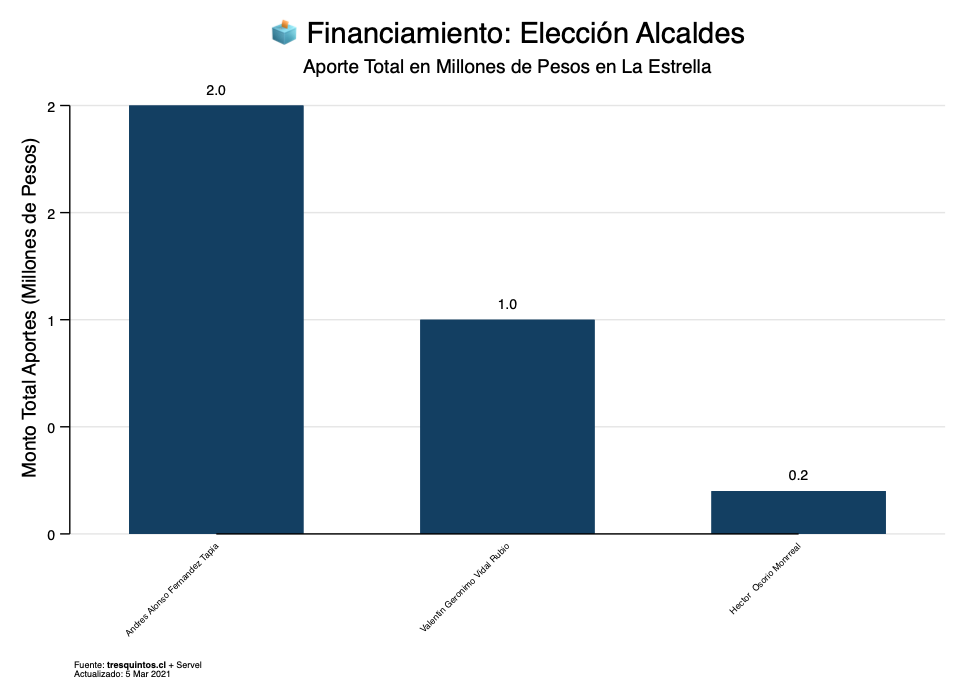 Financiamiento: Elección Alcaldes
Aporte Total en Millones de Pesos en La Estrella
Monto Total Aportes (Millones de Pesos)
2
2
1
0
0
2.0
1.0
0.2
Andres Alonso Fernandez Tapia
Valentin Geronimo Vidal Rubio
Hector  Osorio Monrreal
Fuente: tresquintos.cl + Servel
Actualizado: 5 Mar 2021